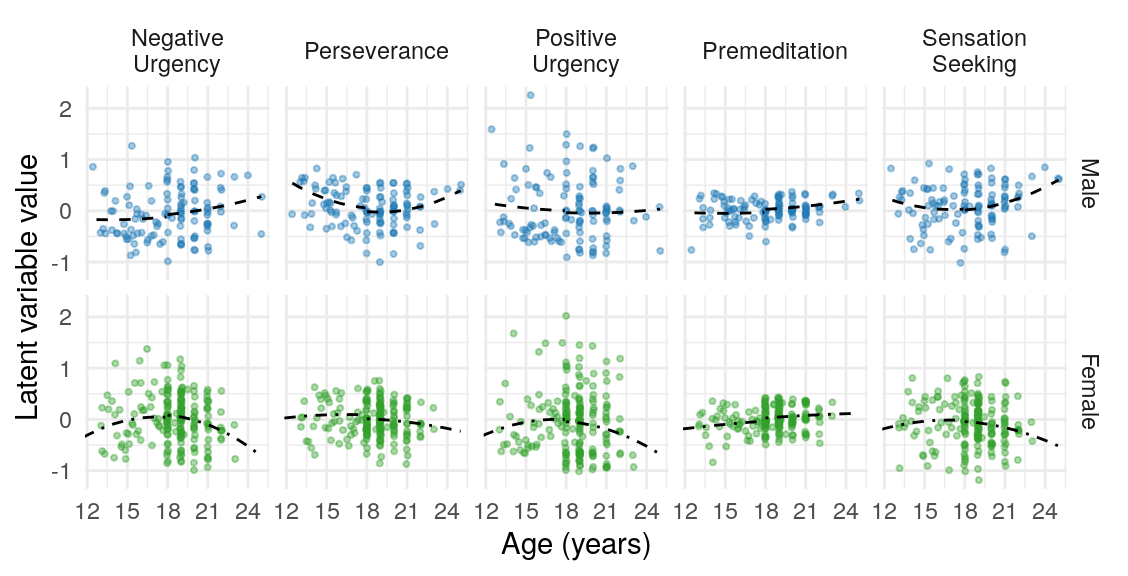 Negative
Urgency
Perseverance
Positive
Urgency
Premeditation
Sensation
Seeking
2
1
0
-1
Male
2
1
0
-1
Female
Latent variable value
12 15 18 21 24 12 15 18 21 24 12 15 18 21 24 12 15 18 21 24 12 15 18 21 24
Age (years)